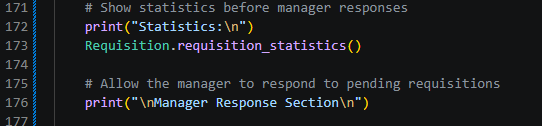 171 # Show statistics before manager responses
172 print("Statistics:\n")
173 Requisition.requisition_statistics()
174
175 # Allow the manager to respond to pending requisitions
176 print("\nManager Response Section\n")
177